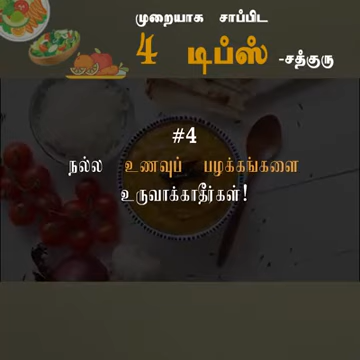 முறையாக சாப்பிட
4 டிப்ஸ் -சத்குரு
#4
நல்ல உணவுப் பழக்கங்களை
உருவாக்காதீர்கள்!